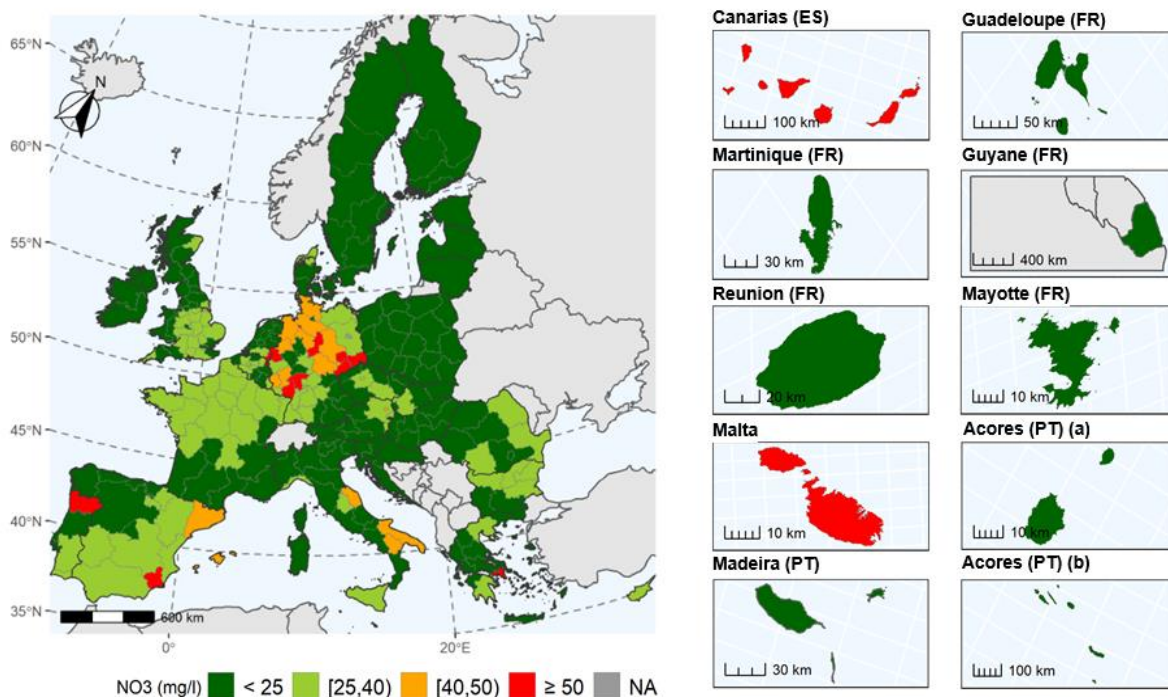 65°N
60°N
55°N
50°N
45°N
40°N
35°N
N
600 km
0°
20°E
NO3 (mg/l)
< 25
[25,40)
[40,50)
≥ 50
NA
Canarias (ES)
100 km
Guadeloupe (FR)
50 km
Martinique (FR)
30 km
Guyane (FR)
400 km
Reunion (FR)
20 km
Mayotte (FR)
10 km
Malta
10 km
Acores (PT) (a)
10 km
Madeira (PT)
30 km
Acores (PT) (b)
100 km